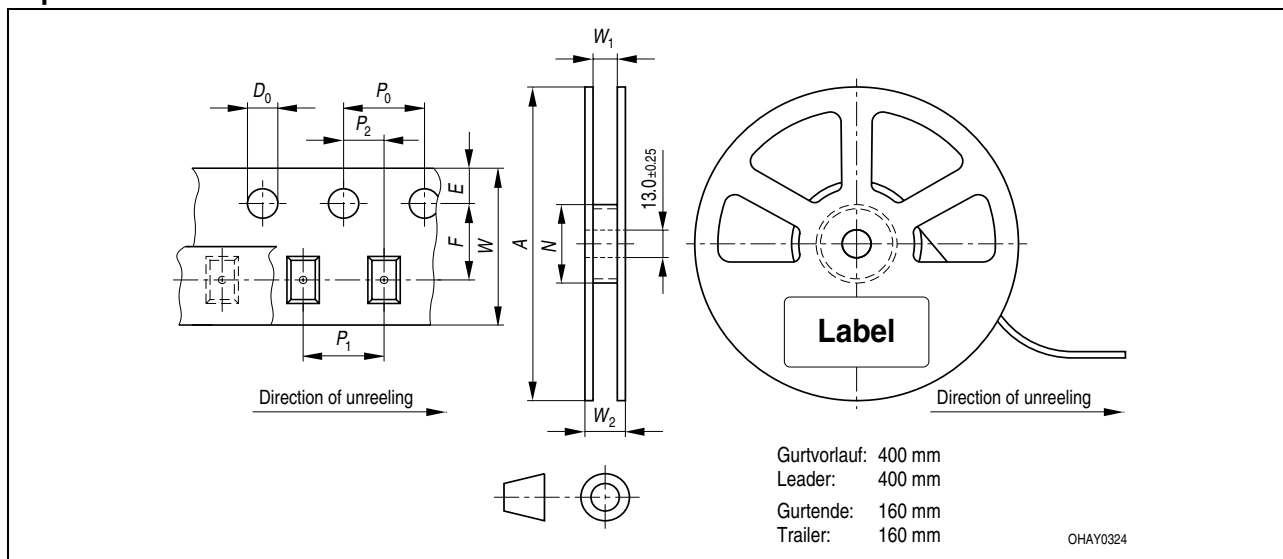 W1
D0
P0
P2
E
F
W
A
N
13.0±0.25
P1
W2
Label
Direction of unreeling
Direction of unreeling
Gurtvorlauf: 400 mm
Leader: 400 mm
Gurtende: 160 mm
Trailer: 160 mm
OHAY0324